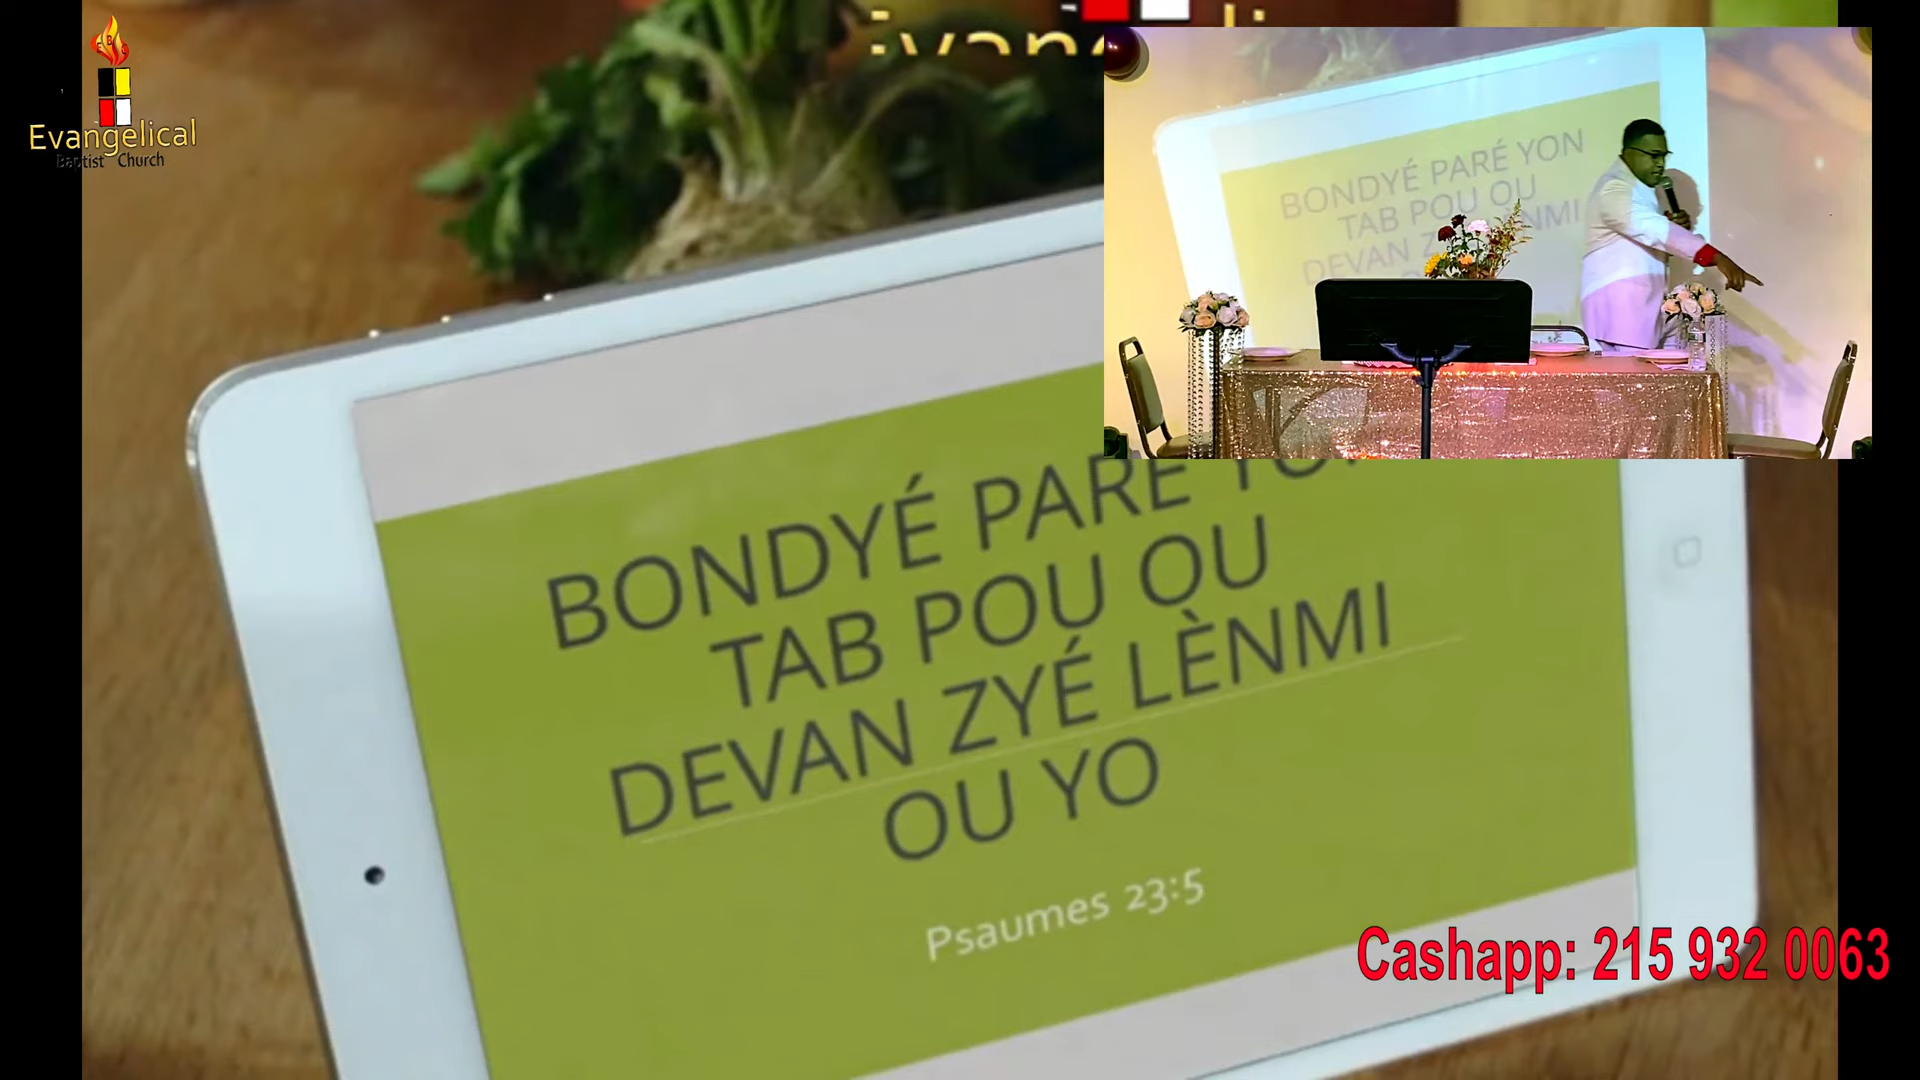 Evangelical
Baptist Church
BONDYÉ PARÉ YON
TAB POU OU
DEVAN ZYÉ LÈNMI
OU YO
Psaumes 23:5
BONDYÉ PARÉ YON
TAB POU OU
DEVAN
Cashapp: 215 932 0063